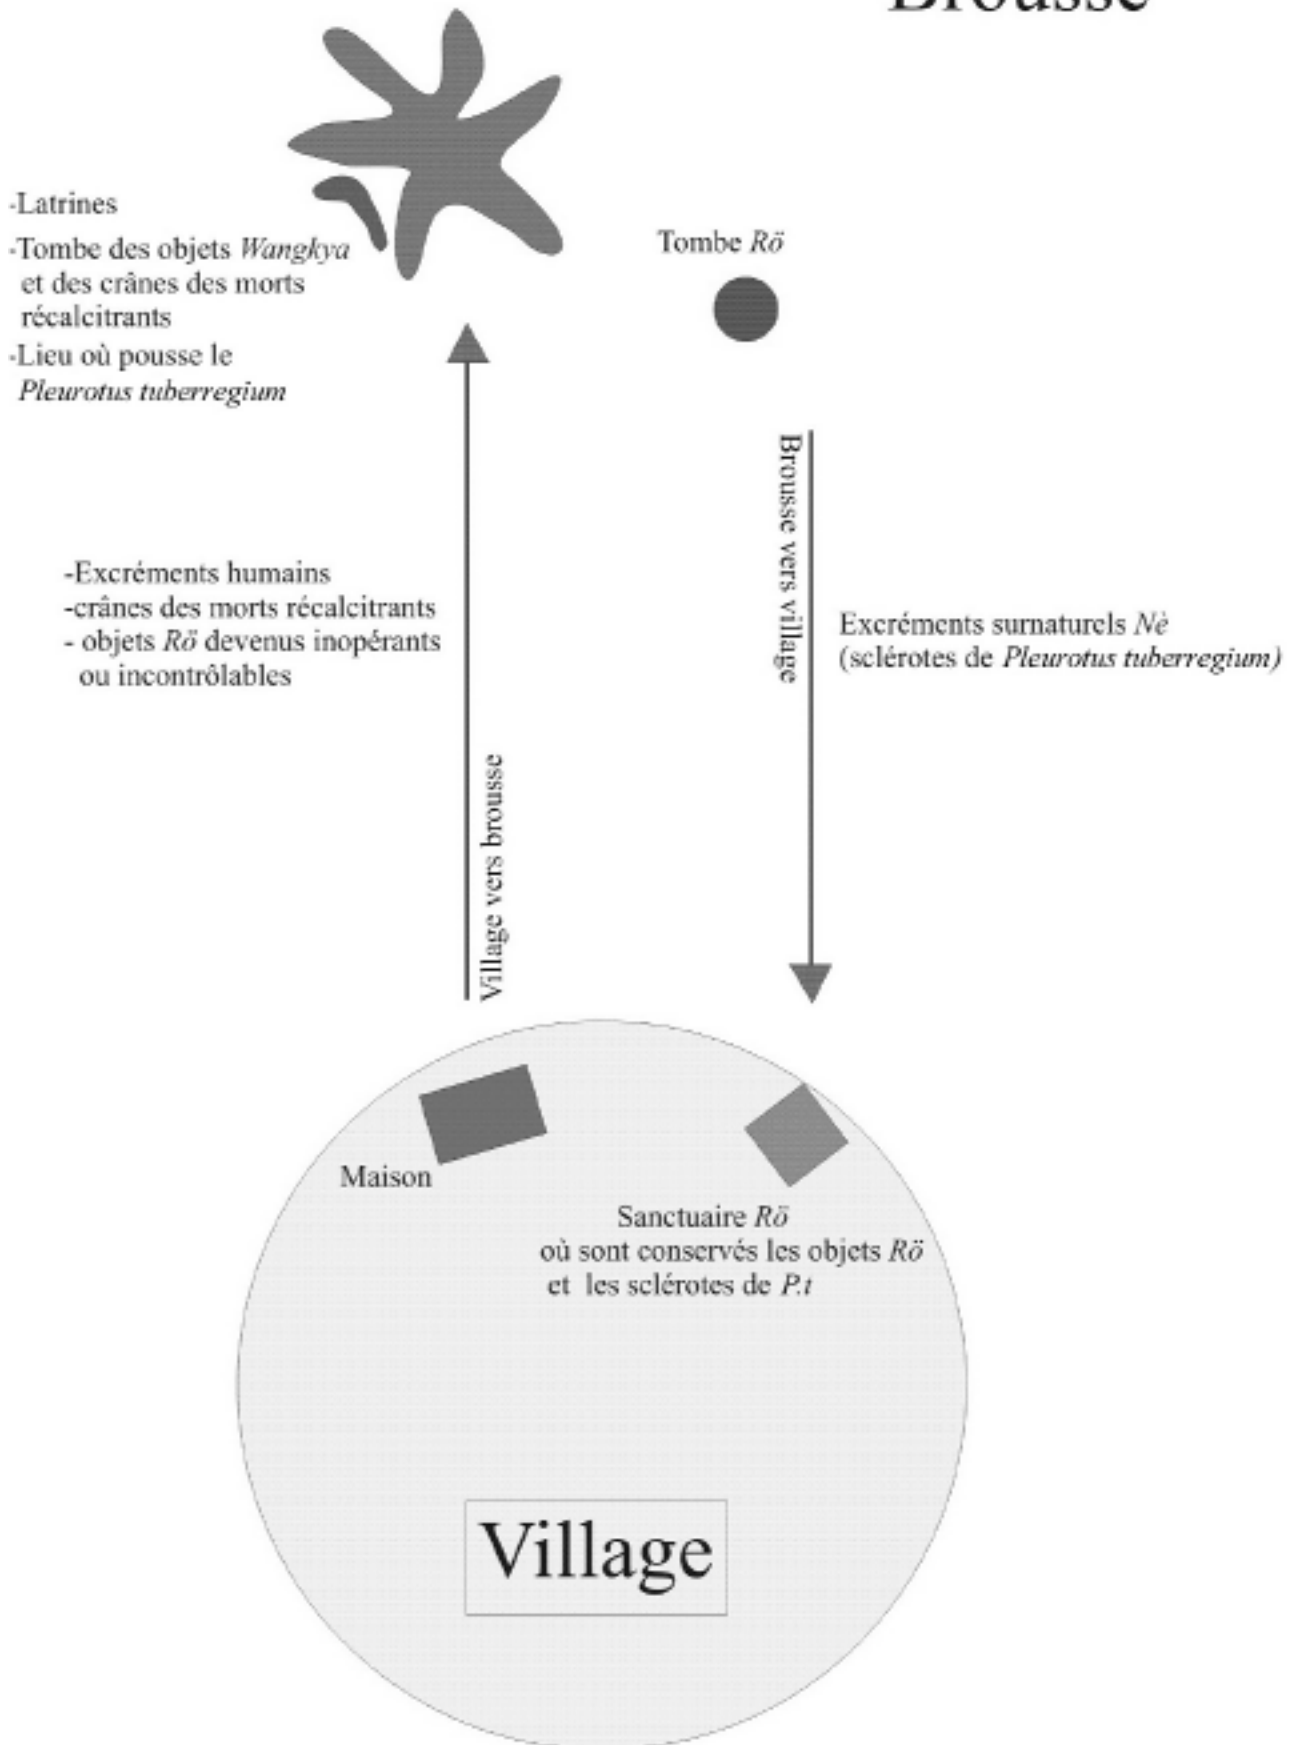 Brousse
-Latrines
-Tombe des objets Wangkya
et des crânes des morts
récalcitrants
-Lieu où pousse le
Pleurotus tuberregium
Tombe Rö
-Excréments humains
-crânes des morts récalcitrants
- objets Rö devenus inopérants
ou incontrôlables
Village vers brousse
Brousse vers village
Excréments surnaturels Nè
(sclérotes de Pleurotus tuberregium)
Maison
Sanctuaire Rö
où sont conservés les objets Rö
et les sclérotes de P.t
Village